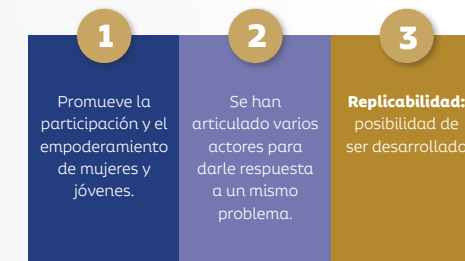 1
Promueve la
participación y el
empoderamiento
de mujeres y
jóvenes.
2
Se han
articulado varios
actores para
darle respuesta
a un mismo
problema.
3
Replicabilidad:
posibilidad de
ser desarrollado